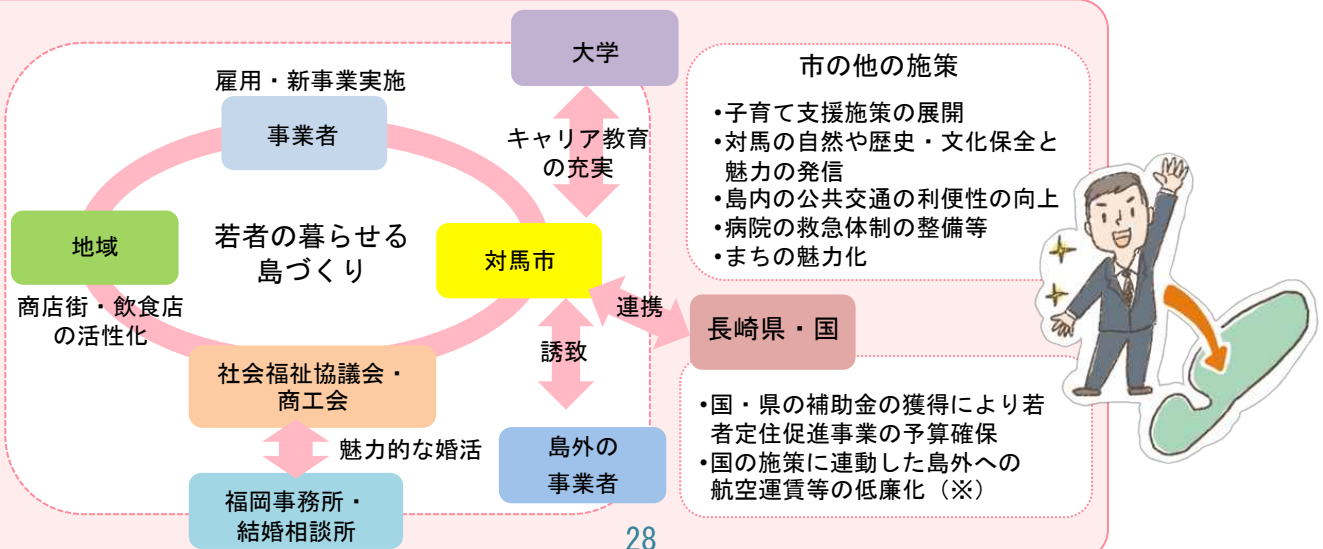 大学
雇用・新事業実施
事業者
キャリア教育
の充実
地域
若者の暮らせる
島づくり
対馬市
商店街・飲食店
の活性化
連携
長崎県・国
誘致
社会福祉協議会・
商工会
魅力的な婚活
島外の
事業者
福岡事務所・
結婚相談所
市の他の施策
•子育て支援施策の展開
•対馬の自然や歴史・文化保全と
魅力の発信
•島内の公共交通の利便性の向上
•病院の救急体制の整備等
•まちの魅力化
•国・県の補助金の獲得により若
者定住促進事業の予算確保
•国の施策に連動した島外への
航空運賃等の低廉化（※）
28